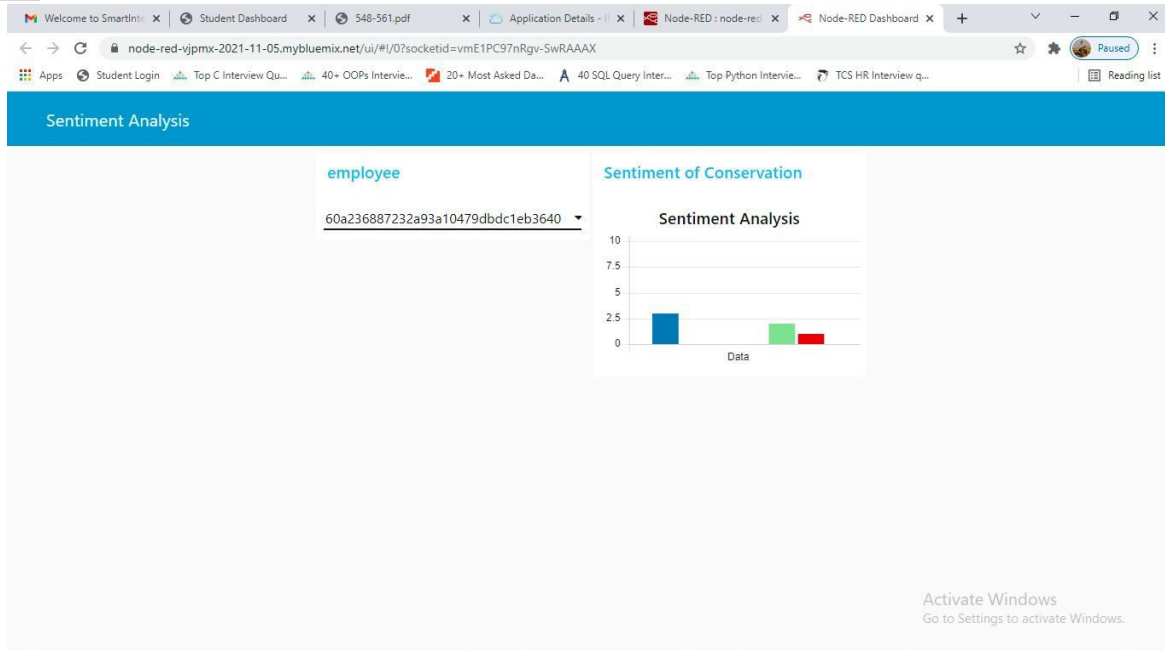 Welcome to SmartInte
Student Dashboard
548-561.pdf
Application Details - I
Node-RED : node-red
Node-RED Dashboard
node-red-vjpmx-2021-11-05.mybluemix.net/ui/#!/0?socketid=vmE1PC97nRgv-SwRAAAX
Paused
Apps
Student Login
Top C Interview Qu...
40+ OOPs Intervie...
20+ Most Asked Da...
40 SQL Query Inter...
Top Python Intervie...
TCS HR Interview q...
Reading list
Sentiment Analysis
employee
60a236887232a93a10479dbdc1eb3640
Sentiment of Conservation
Sentiment Analysis
10
7.5
5
2.5
0
Data
Activate Windows
Go to Settings to activate Windows.